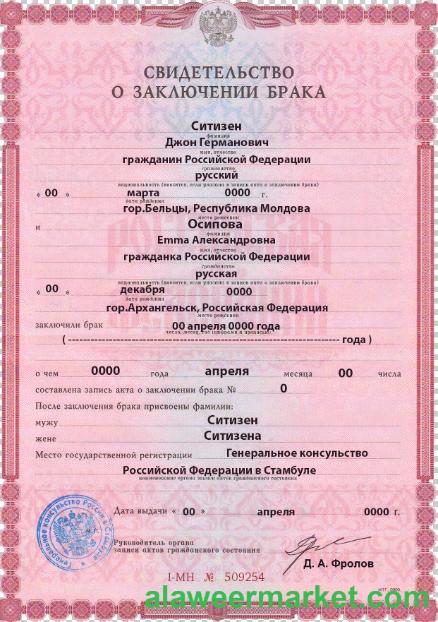 СВИДЕТЕЛЬСТВО
О ЗАКЛЮЧЕНИИ БРАКА
Ситизен
фамилия
Джон Германович
имя, отчество
гражданин Российской Федерации
гражданство
русский
национальность (вносится, если указано в записи акта о заключении брака)
« 00 » марта 0000 г.
дата рождения
гор.Бельцы, Республика Молдова
место рождения
и Осипова
фамилия
Emma Александровна
имя, отчество
гражданка Российской Федерации
гражданство
русская
национальность (вносится, если указано в записи акта о заключении брака)
« 00 » декабря 0000 г.
дата рождения
гор.Архангельск, Российская Федерация
место рождения
заключили брак 00 апреля 0000 года
число, месяц, год (цифрами и прописью)
( ------------------------------------------------ года )
о чем 0000 года апреля месяца 00 числа
составлена запись акта о заключении брака № 0
После заключения брака присвоены фамилии:
мужу Ситизен
жене Ситизена
Место государственной регистрации Генеральное консульство
Российской Федерации в Стамбуле
наименование органа записи актов гражданского состояния
Дата выдачи « 00 » апреля 0000 г.
Руководитель органа
записи актов гражданского состояния
Д. А. Фролов
I-МН № 509254
alaweermarket.com